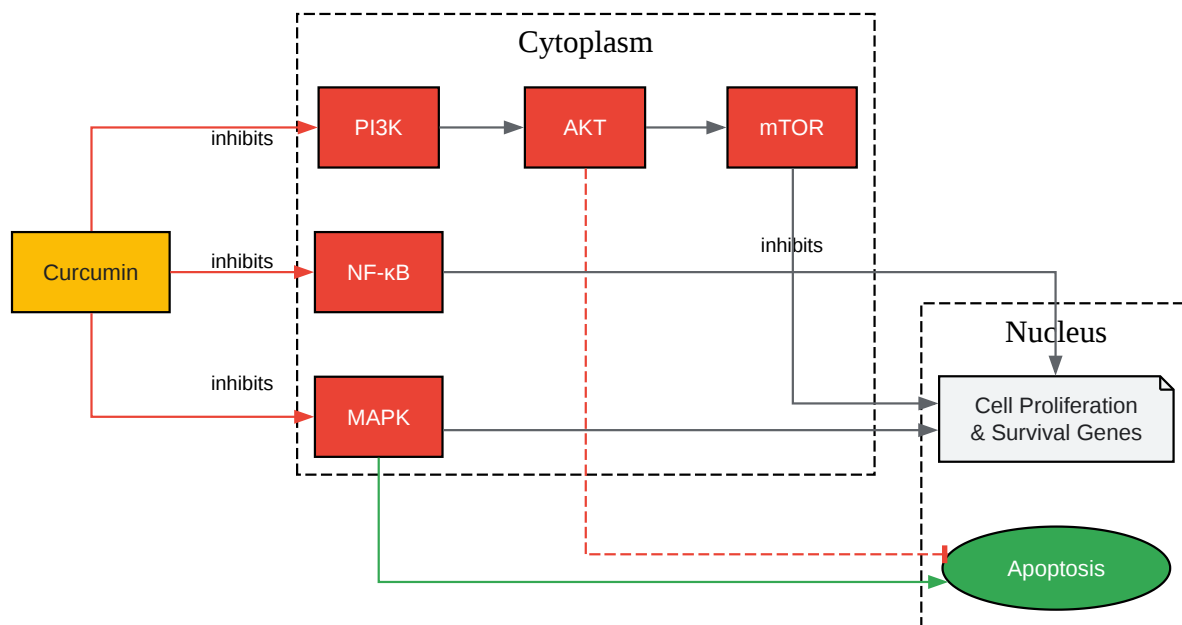 Cytoplasm
PI3K
AKT
mTOR
inhibits
Curcumin
inhibits
NF-κB
inhibits
Nucleus
inhibits
MAPK
Cell Proliferation
& Survival Genes
Apoptosis